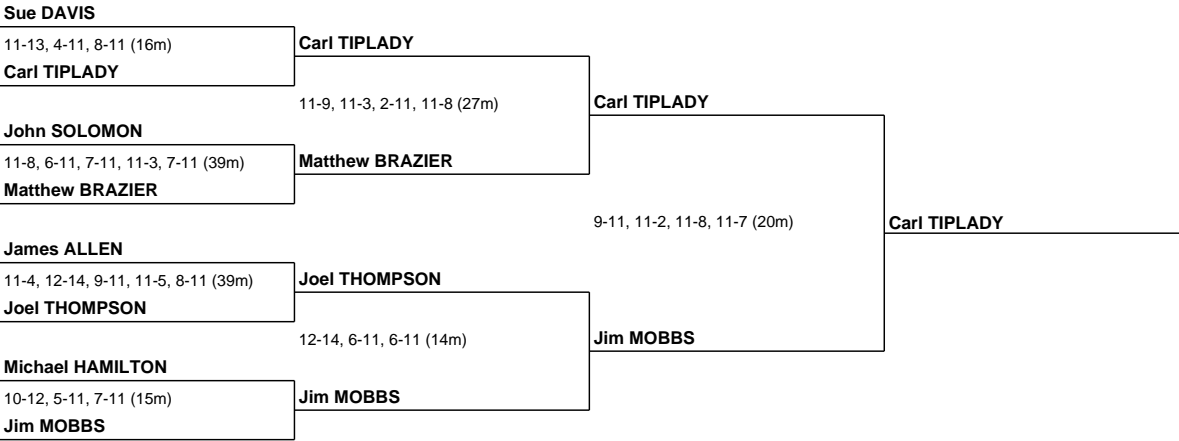 Sue DAVIS
11-13, 4-11, 8-11 (16m)
Carl TIPLADY
Carl TIPLADY
11-9, 11-3, 2-11, 11-8 (27m)
Carl TIPLADY
John SOLOMON
11-8, 6-11, 7-11, 11-3, 7-11 (39m)
Matthew BRAZIER
Matthew BRAZIER
9-11, 11-2, 11-8, 11-7 (20m)
Carl TIPLADY
James ALLEN
11-4, 12-14, 9-11, 11-5, 8-11 (39m)
Joel THOMPSON
Joel THOMPSON
12-14, 6-11, 6-11 (14m)
Jim MOBBS
Michael HAMILTON
10-12, 5-11, 7-11 (15m)
Jim MOBBS
Jim MOBBS